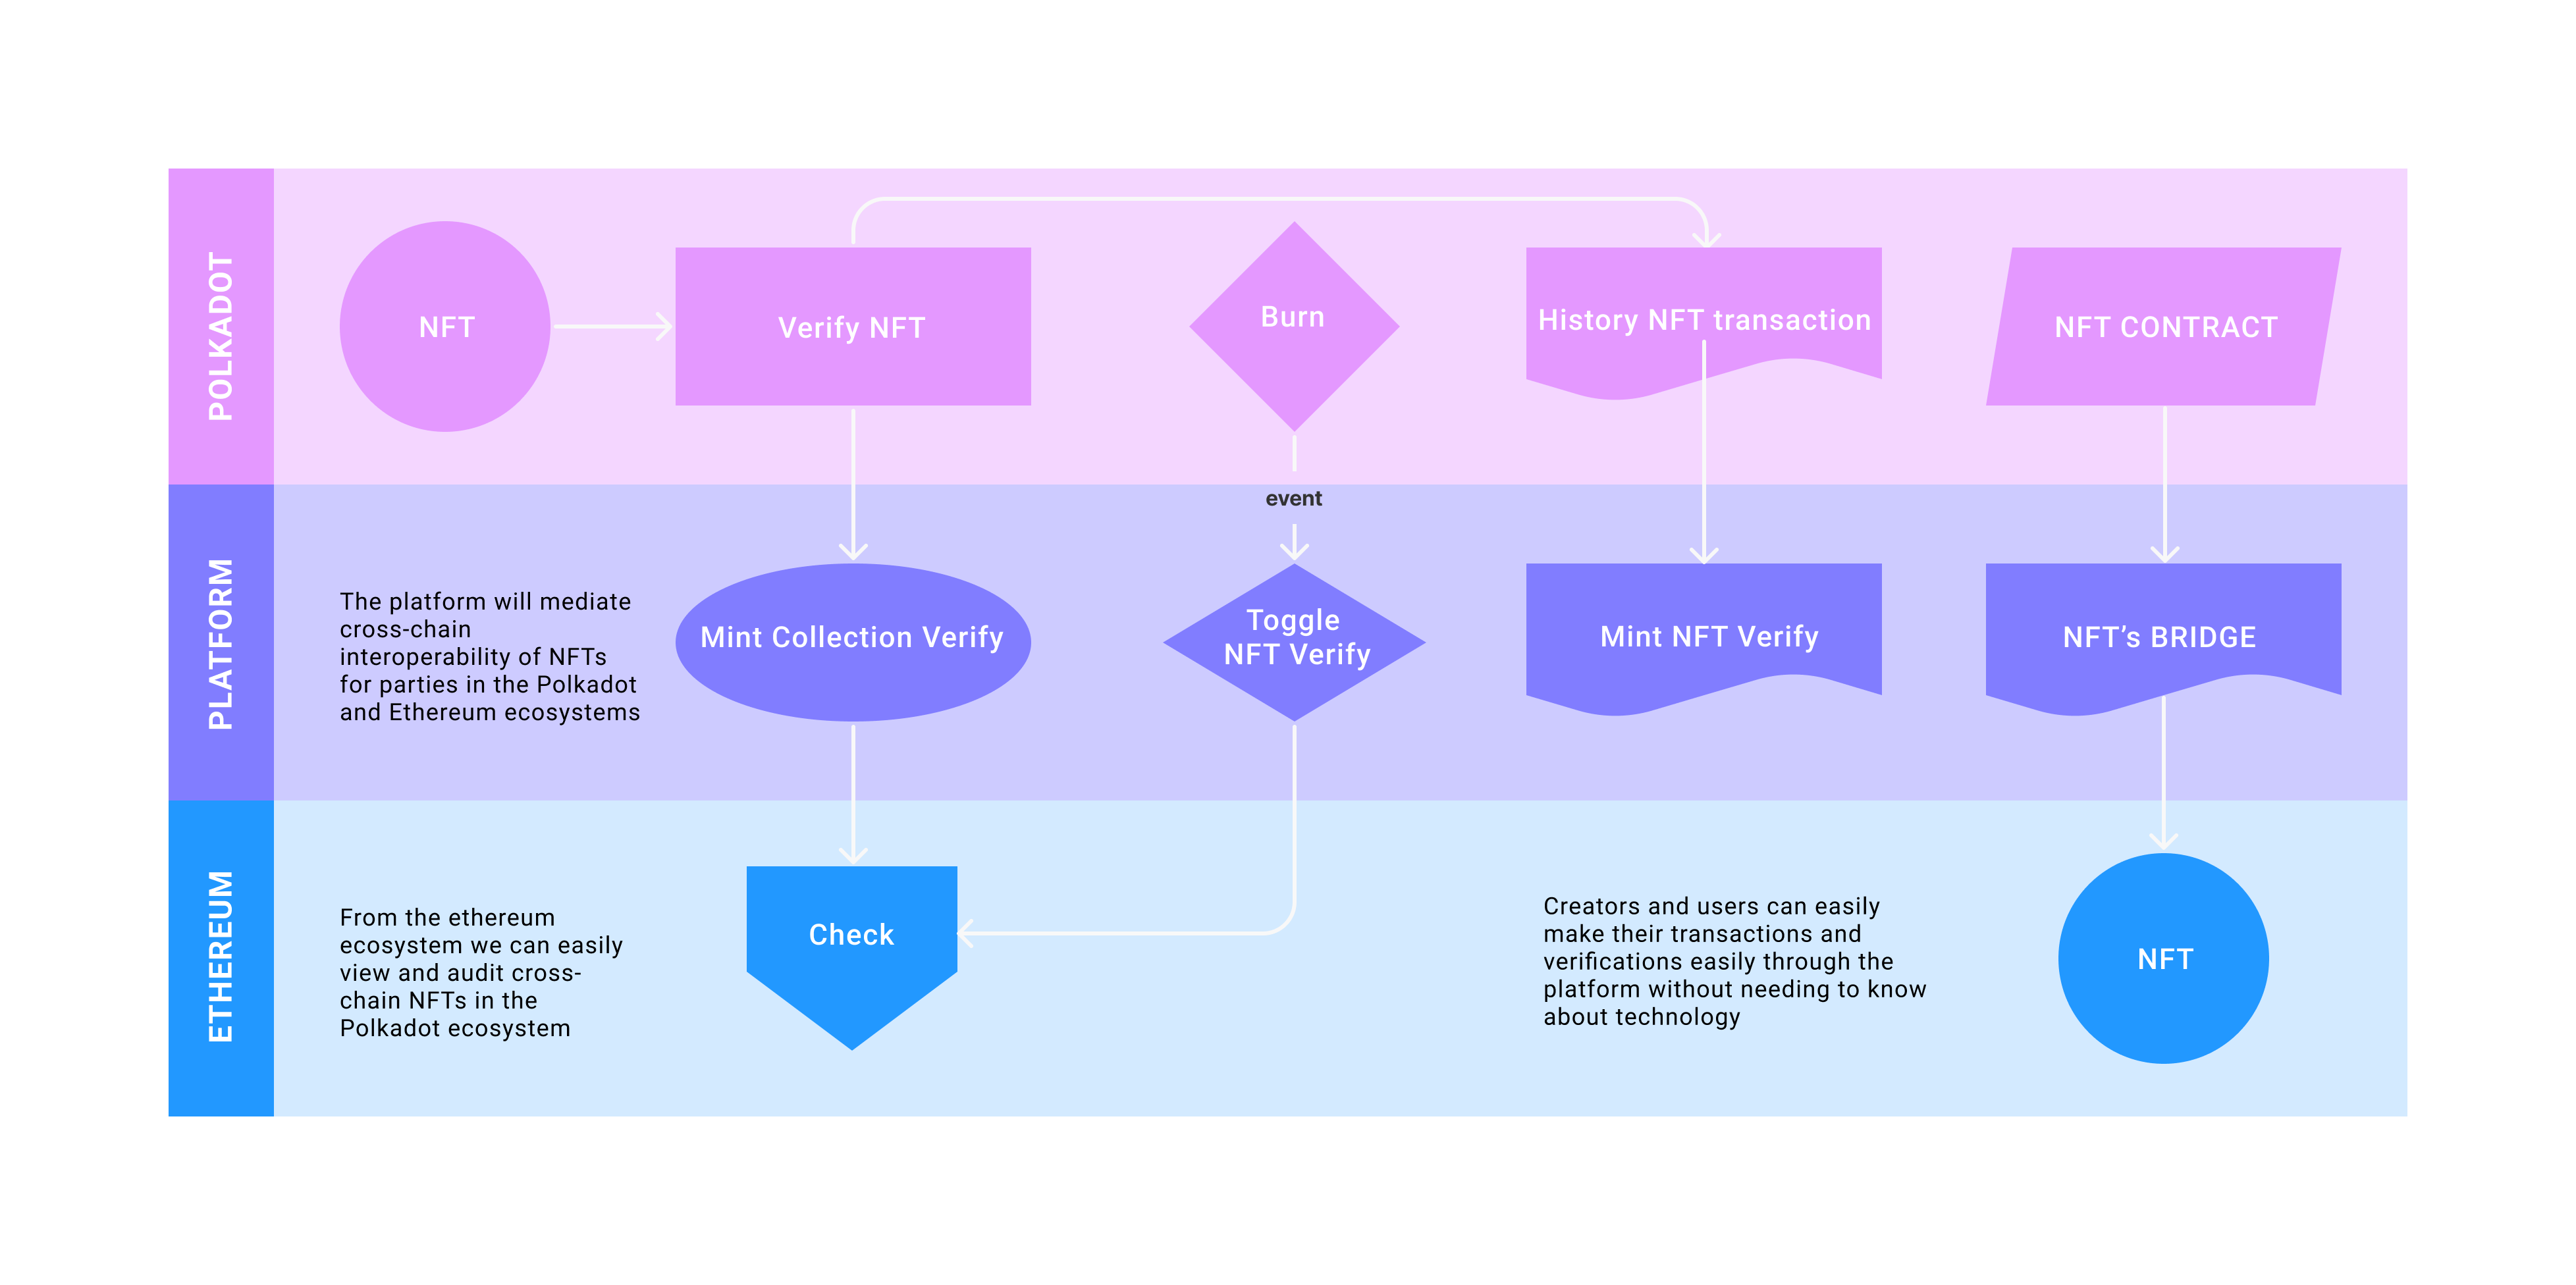 POLKADOT
NFT
Verify NFT
Burn
History NFT transaction
NFT CONTRACT
event
PLATFORM
The platform will mediate
cross-chain
interoperability of NFTs
for parties in the Polkadot
and Ethereum ecosystems
Mint Collection Verify
Toggle
NFT Verify
Mint NFT Verify
NFT’s BRIDGE
ETHEREUM
From the ethereum
ecosystem we can easily
view and audit cross-
chain NFTs in the
Polkadot ecosystem
Check
Creators and users can easily
make their transactions and
verifications easily through the
platform without needing to know
about technology
NFT